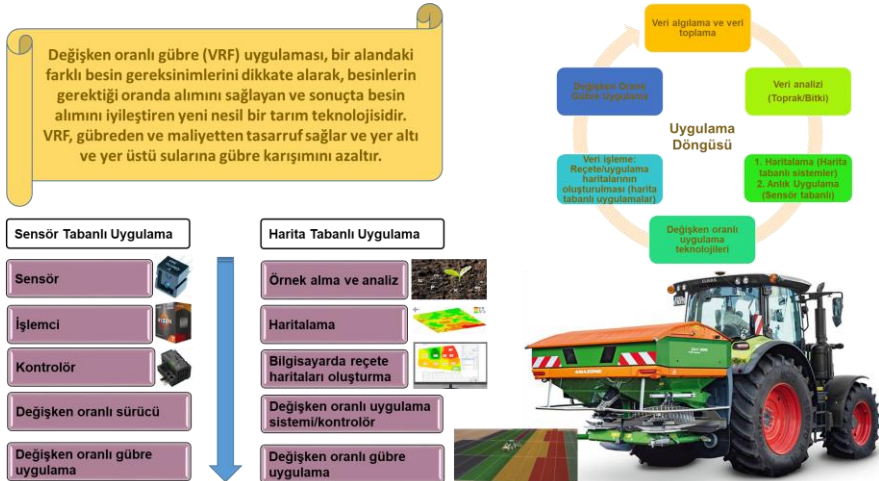 Değişken oranlı gübre (VRF) uygulaması, bir alandaki
farklı besin gereksinimlerini dikkate alarak, besinlerin
gerektiği oranda alımını sağlayan ve sonuçta besin
alımını iyileştiren yeni nesil bir tarım teknolojisidir.
VRF, gübreden ve maliyetten tasarruf sağlar ve yer altı
ve yer üstü sularına gübre karışımını azaltır.
Veri algılama ve veri
toplama
Veri analizi
(Toprak/Bitki)
1. Haritalama (Harita
tabanlı sistemler)
2. Anlık Uygulama
(Sensör tabanlı)
Değişken oranlı
uygulama
teknolojileri
Veri işleme:
Reçete/uygulama
haritalarının
oluşturulması (harita
tabanlı uygulamalar)
Değişken Oranlı
Gübre Uygulama
Uygulama
Döngüsü
Sensör Tabanlı Uygulama
Sensör
İşlemci
Kontrolör
Değişken oranlı sürücü
Değişken oranlı gübre
uygulama
Harita Tabanlı Uygulama
Örnek alma ve analiz
Haritalama
Bilgisayarda reçete
haritaları oluşturma
Değişken oranlı uygulama
sistemi/kontrolör
Değişken oranlı gübre
uygulama
RYZEN
CLAAS
AMAZONE